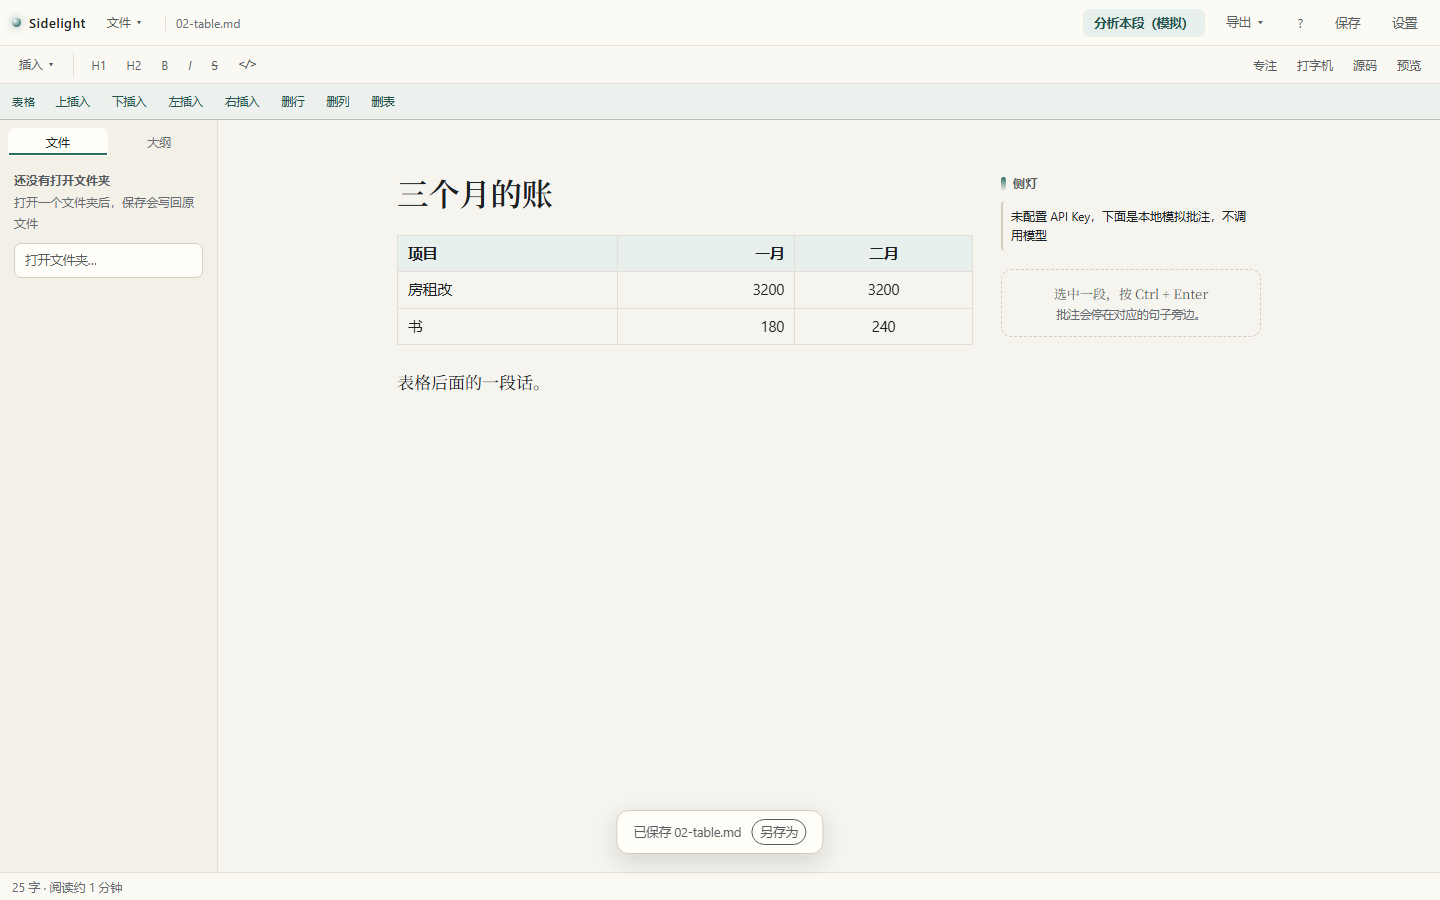 Sidelight 文件 02-table.md 分析本段（模拟） 导出 ? 保存 设置
插入 H1 H2 B I S </> 专注 打字机 源码 预览
表格 上插入 下插入 左插入 右插入 删行 删列 删表
文件 大纲
还没有打开文件夹
打开一个文件夹后，保存会写回原
文件
打开文件夹...
三个月的账
项目 一月 二月
房租改 3200 3200
书 180 240
表格后面的一段话。
侧灯
未配置 API Key，下面是本地模拟批注，不调
用模型
选中一段，按 Ctrl + Enter
批注会停在对应的句子旁边。
已保存 02-table.md 另存为
25 字 · 阅读约 1 分钟